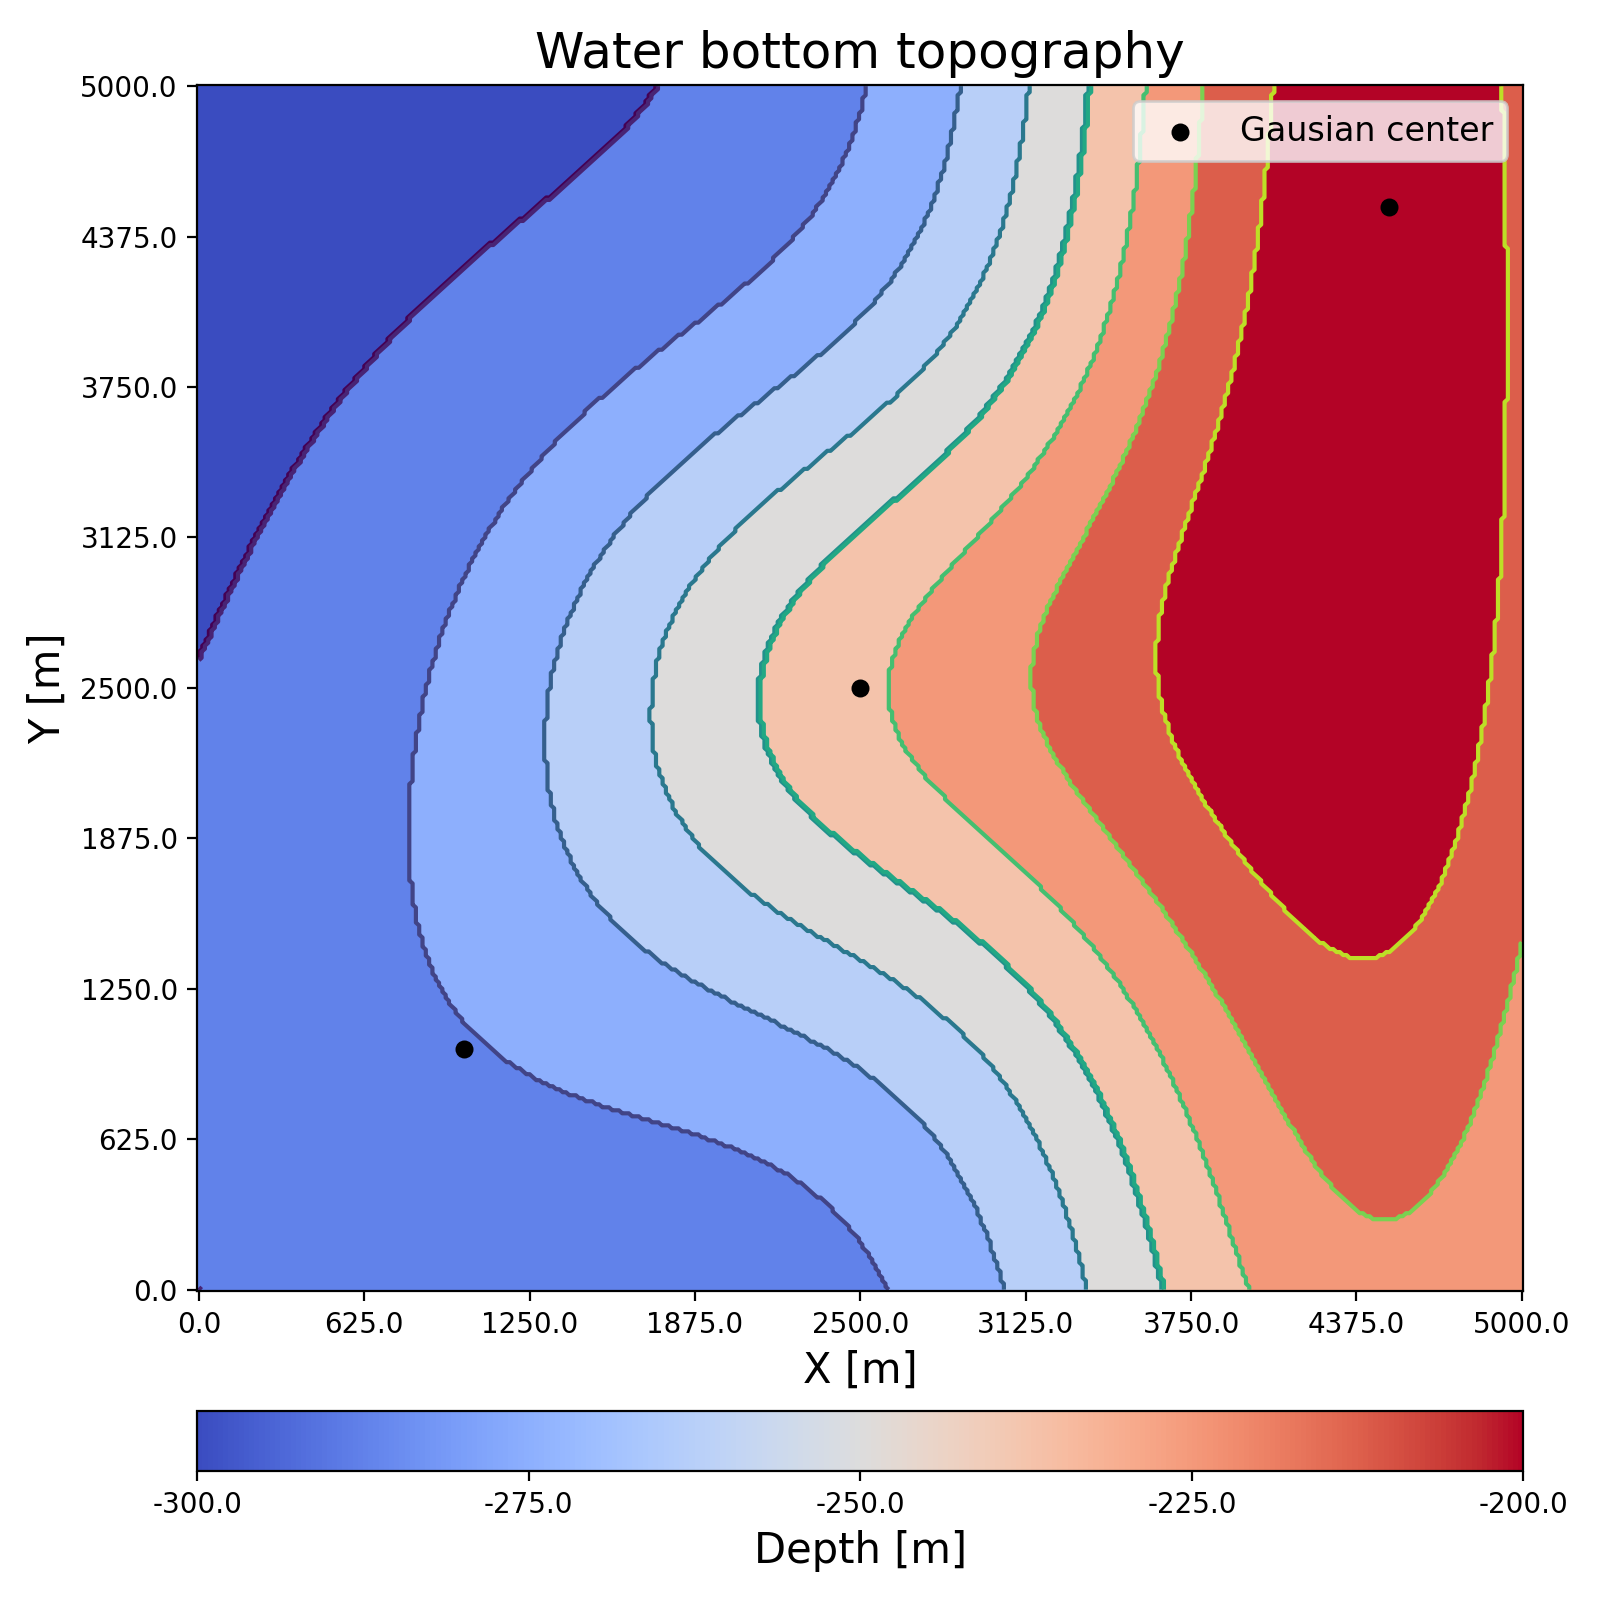 Water bottom topography
Gausian center
5000.0
4375.0
3750.0
3125.0
2500.0
1875.0
1250.0
625.0
0.0
Y [m]
0.0 625.0 1250.0 1875.0 2500.0 3125.0 3750.0 4375.0 5000.0
X [m]
-300.0 -275.0 -250.0 -225.0 -200.0
Depth [m]